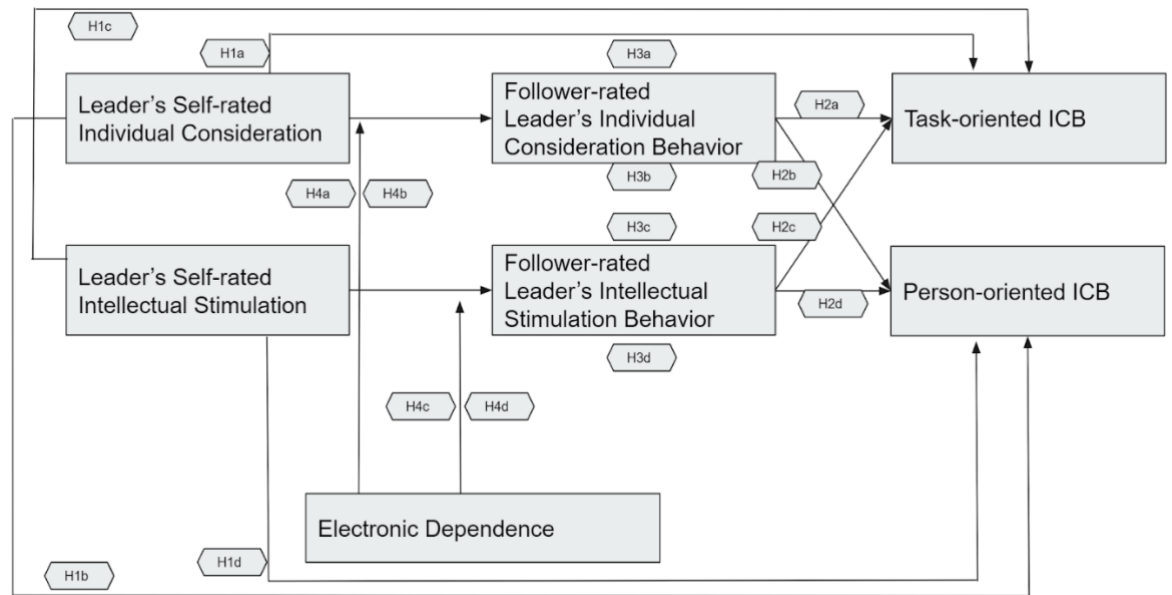 H1c
H1a
H3a
Leader's Self-rated
Individual Consideration
Follower-rated
Leader's Individual
Consideration Behavior
H2a
Task-oriented ICB
H4a
H4b
H3b
H2b
H3c
H2c
Leader's Self-rated
Intellectual Stimulation
Follower-rated
Leader's Intellectual
Stimulation Behavior
H2d
Person-oriented ICB
H3d
H4c
H4d
Electronic Dependence
H1d
H1b